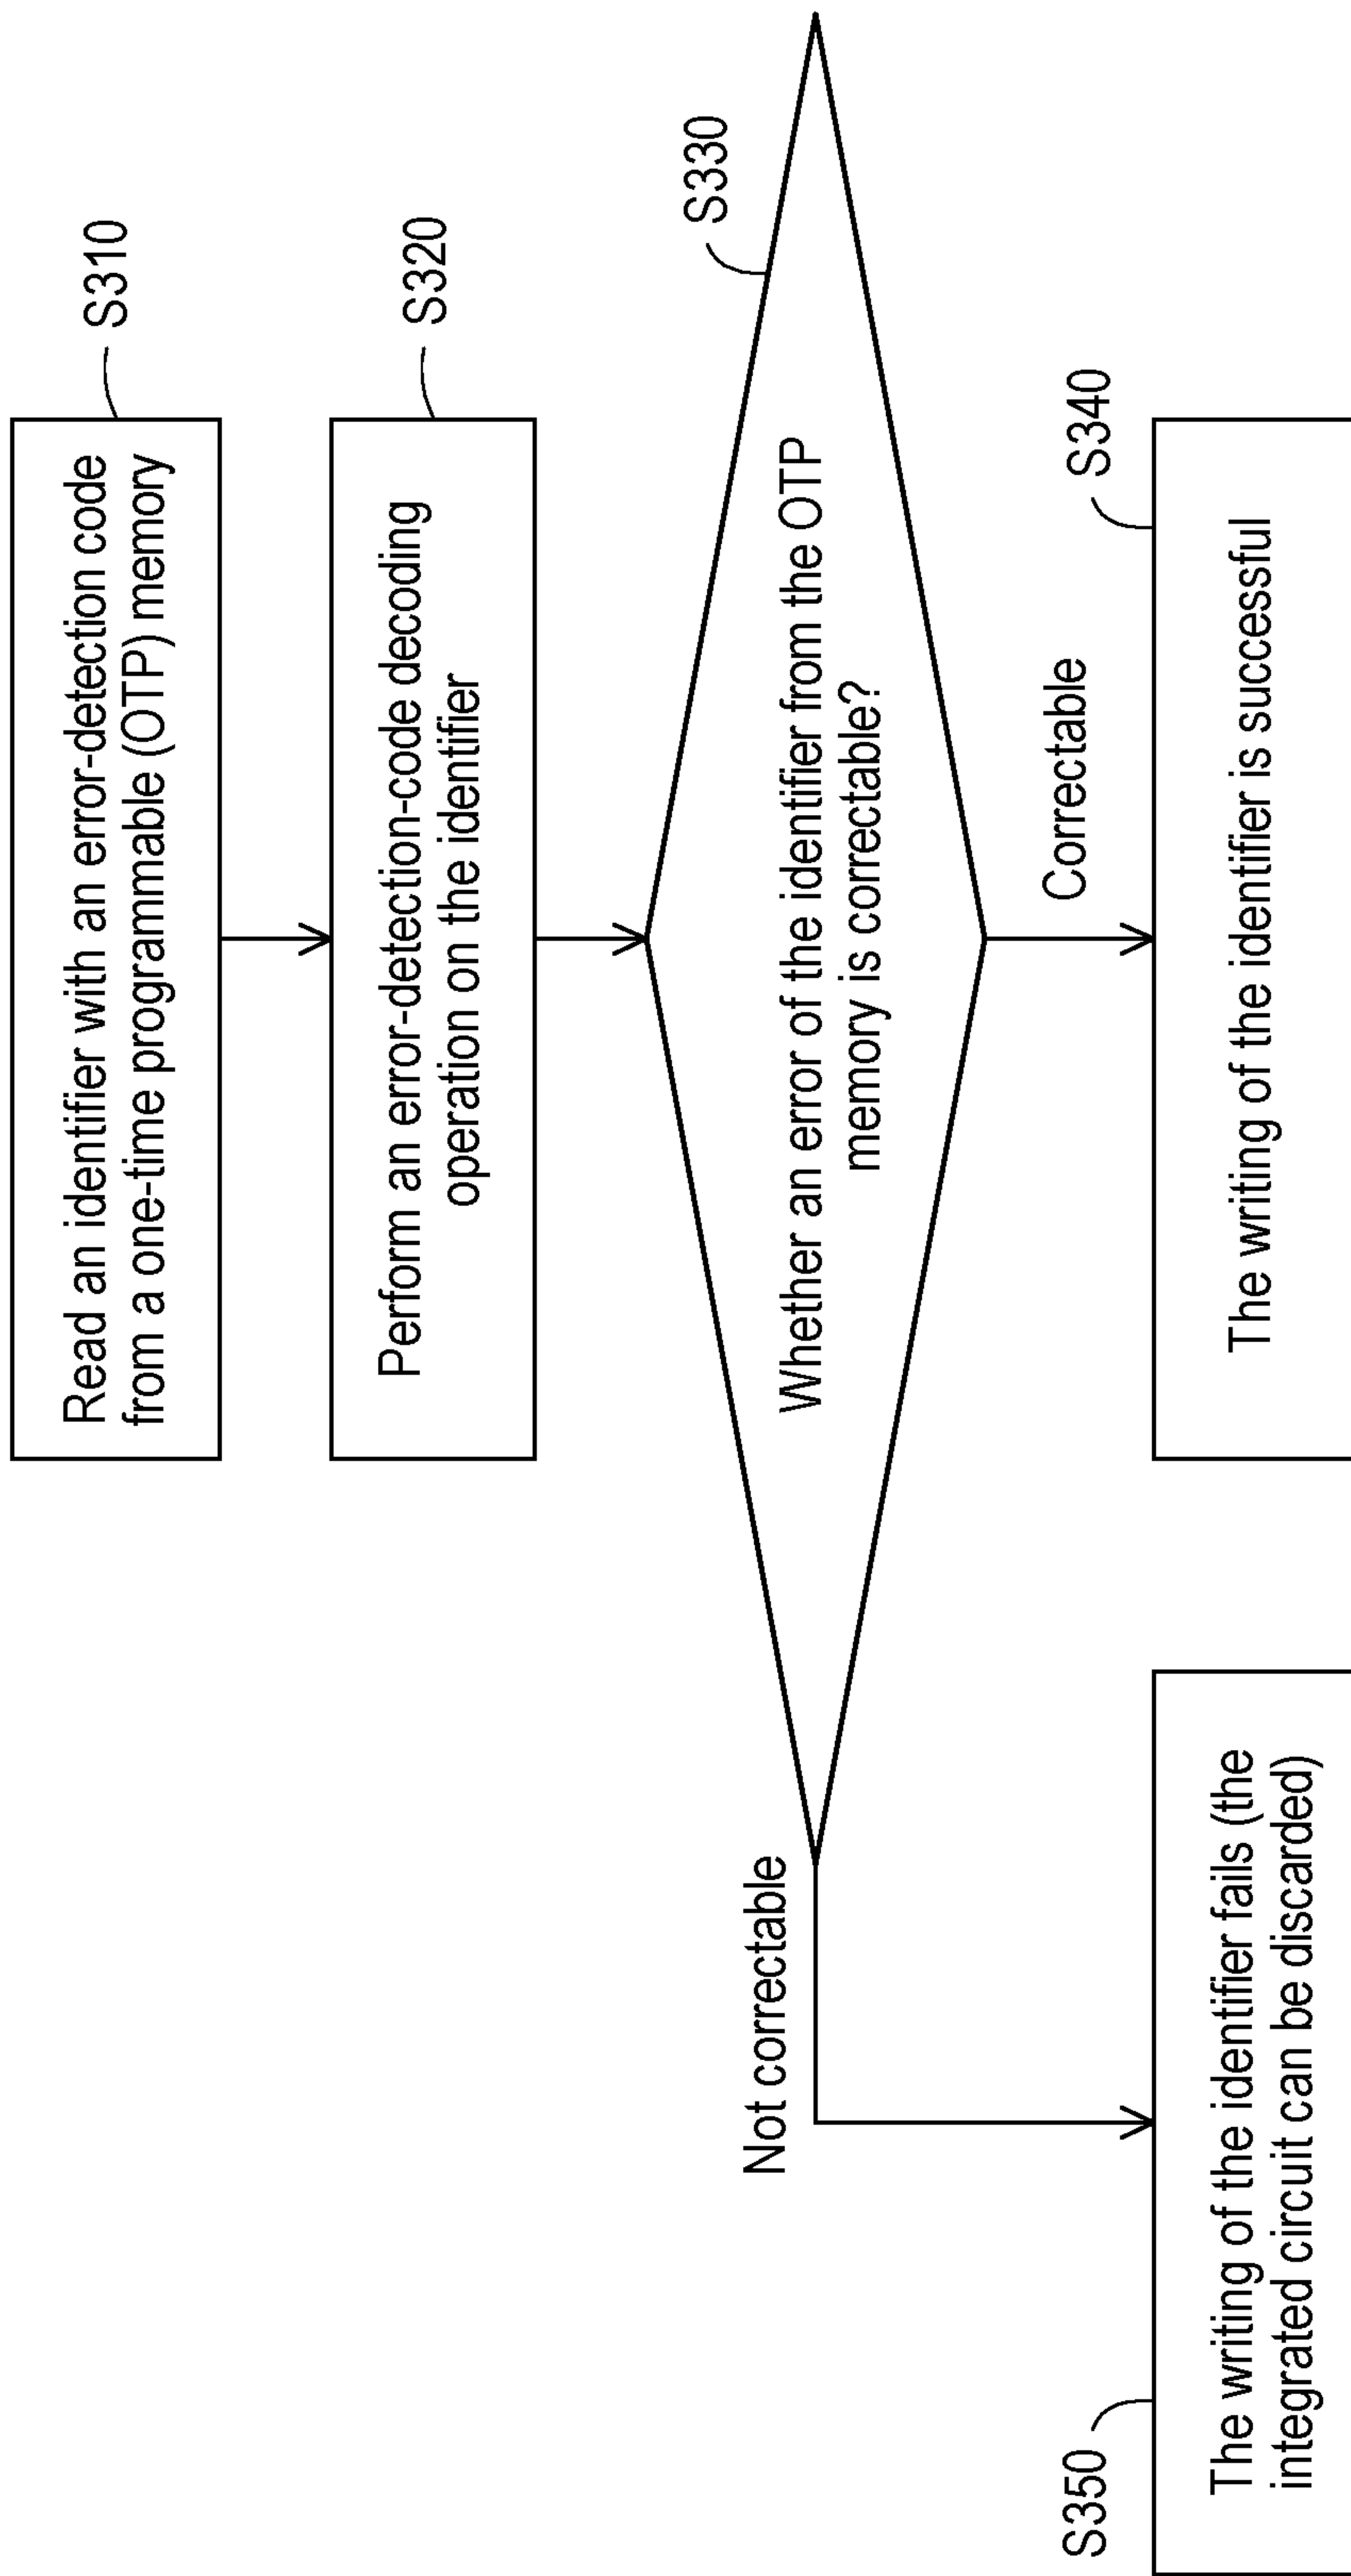 Read an identifier with an error-detection code
from a one-time programmable (OTP) memory
S310
Perform an error-detection-code decoding
operation on the identifier
S320
Whether an error of the identifier from the OTP
memory is correctable?
S330
Not correctable
Correctable
S350
The writing of the identifier fails (the
integrated circuit can be discarded)
The writing of the identifier is successful
S340